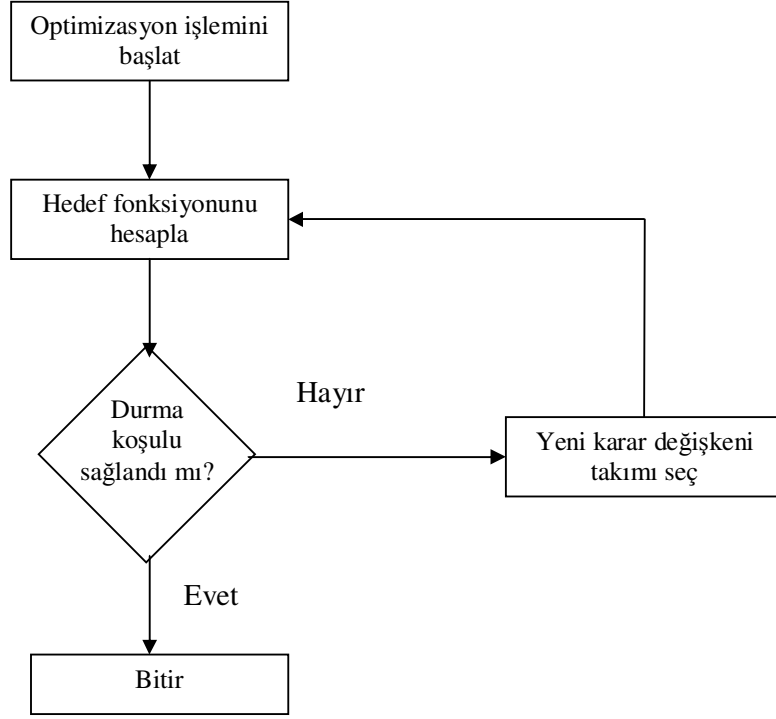 Optimizasyon işlemini
başlat
Hedef fonksiyonunu
hesapla
Durma
koşulu
sağlandı mı?
Hayır
Yeni karar değişkeni
takımı seç
Evet
Bitir